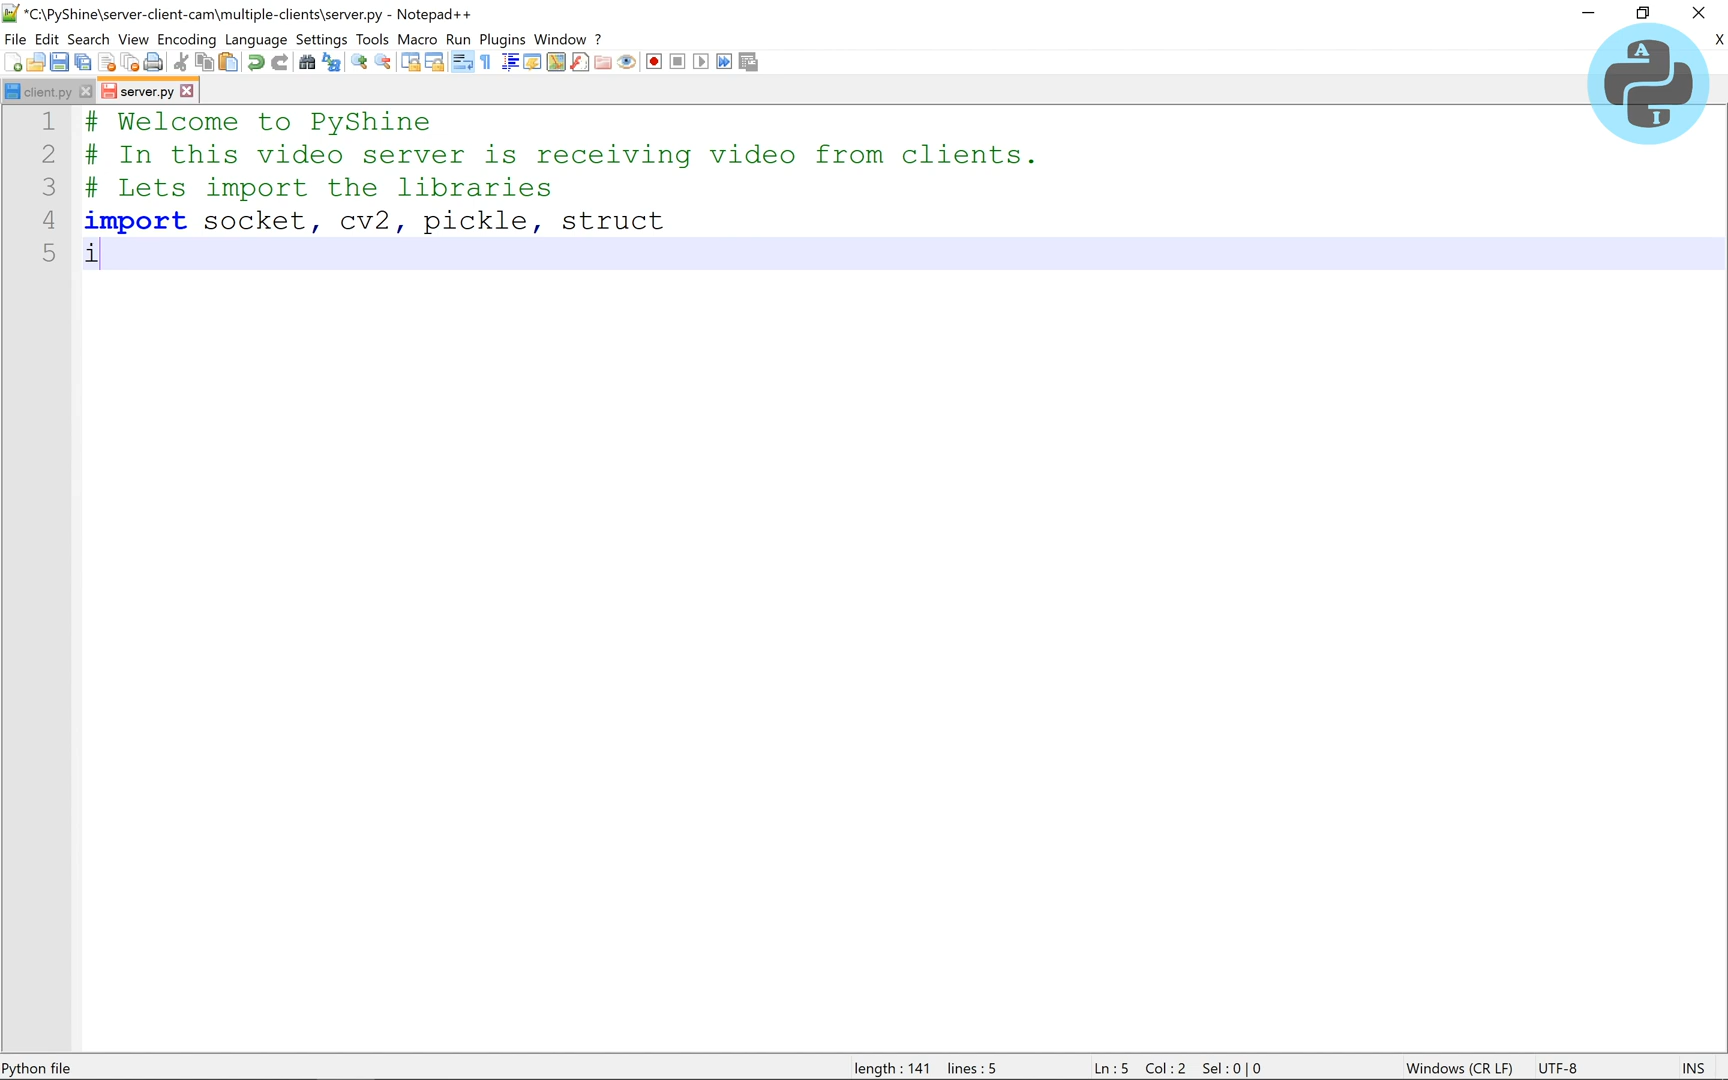 *C:\PyShine\server-client-cam\multiple-clients\server.py - Notepad++
File Edit Search View Encoding Language Settings Tools Macro Run Plugins Window ? X
client.py server.py
A
I
1 # Welcome to PyShine
2 # In this video server is receiving video from clients.
3 # Lets import the libraries
4 import socket, cv2, pickle, struct
5 i
Python file length : 141 lines : 5 Ln : 5 Col : 2 Sel : 0 | 0 Windows (CR LF) UTF-8 INS